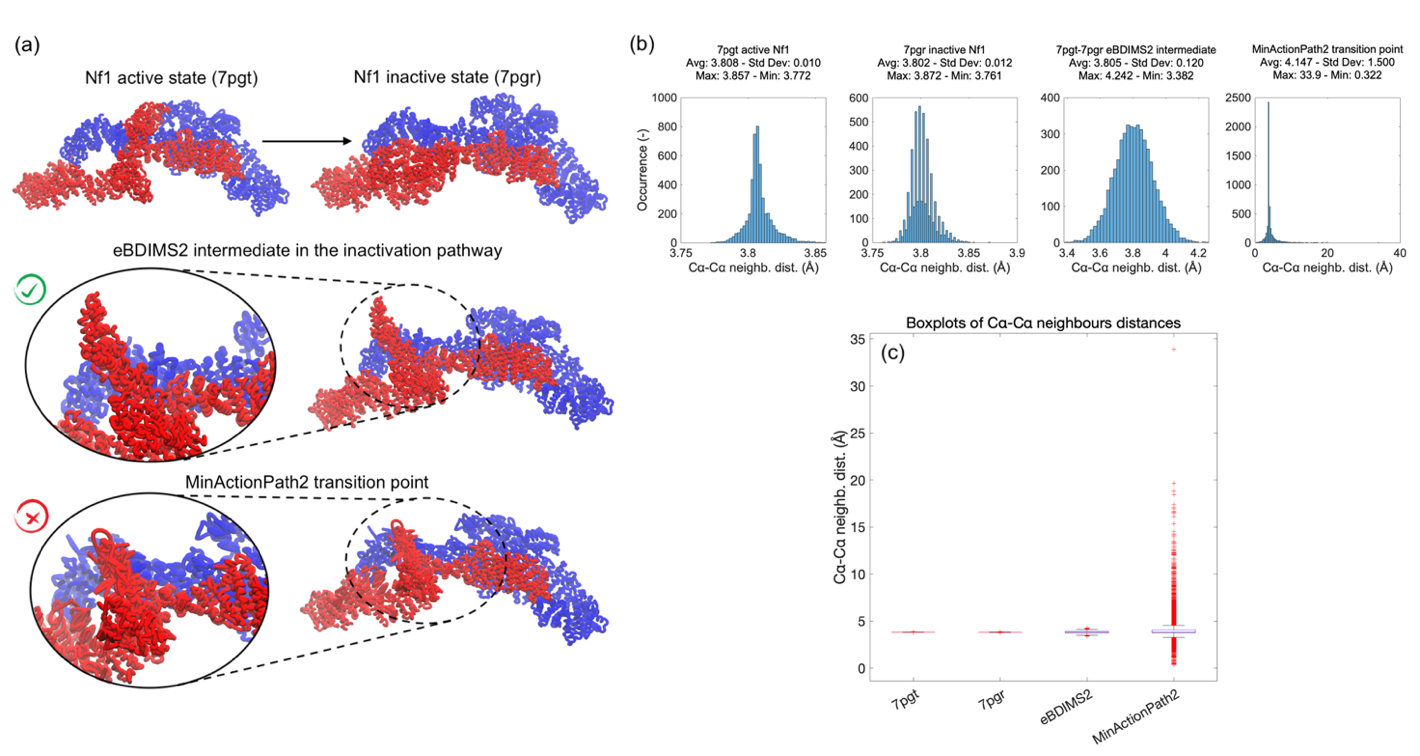 (a)
Nf1 active state (7pgt)
Nf1 inactive state (7pgr)
eBDIMS2 intermediate in the inactivation pathway
MinActionPath2 transition point
(b)
7pgt active Nf1
Avg: 3.808 - Std Dev: 0.010
Max: 3.857 - Min: 3.772
1000
800
600
400
200
0
Occurrence (-)
3.75
3.8
3.85
Cα-Cα neighb. dist. (Å)
7pgr inactive Nf1
Avg: 3.802 - Std Dev: 0.012
Max: 3.872 - Min: 3.761
600
500
400
300
200
100
0
3.75
3.8
3.85
3.9
Cα-Cα neighb. dist. (Å)
7pgt-7pgr eBDIMS2 intermediate
Avg: 3.805 - Std Dev: 0.120
Max: 4.242 - Min: 3.382
400
300
200
100
0
3.4
3.6
3.8
4
4.2
Cα-Cα neighb. dist. (Å)
MinActionPath2 transition point
Avg: 4.147 - Std Dev: 1.500
Max: 33.9 - Min: 0.322
2500
2000
1500
1000
500
0
0
20
40
Cα-Cα neighb. dist. (Å)
Boxplots of Cα-Cα neighbours distances
(c)
35
30
25
20
15
10
5
0
Cα-Cα neighb. dist. (Å)
7pgt
7pgr
eBDIMS2
MinActionPath2